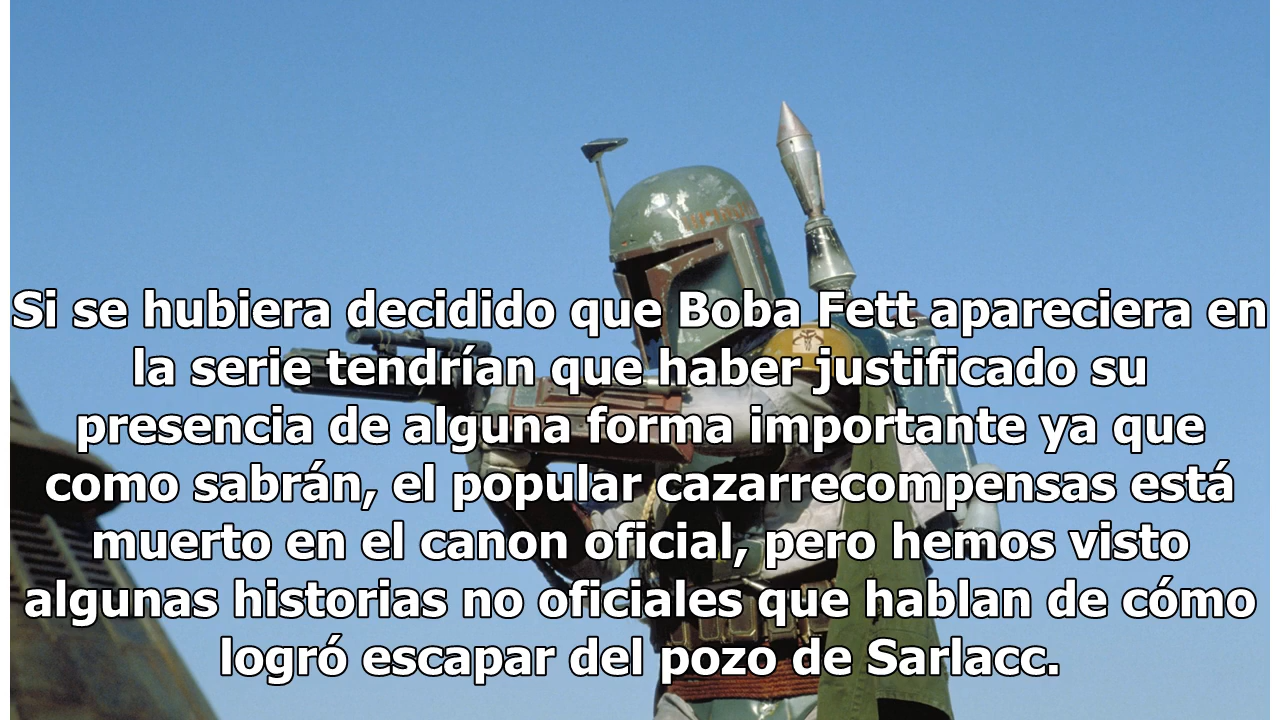 Si se hubiera decidido que Boba Fett apareciera en
la serie tendrían que haber justificado su
presencia de alguna forma importante ya que
como sabrán, el popular cazarrecompensas está
muerto en el canon oficial, pero hemos visto
algunas historias no oficiales que hablan de cómo
logró escapar del pozo de Sarlacc.